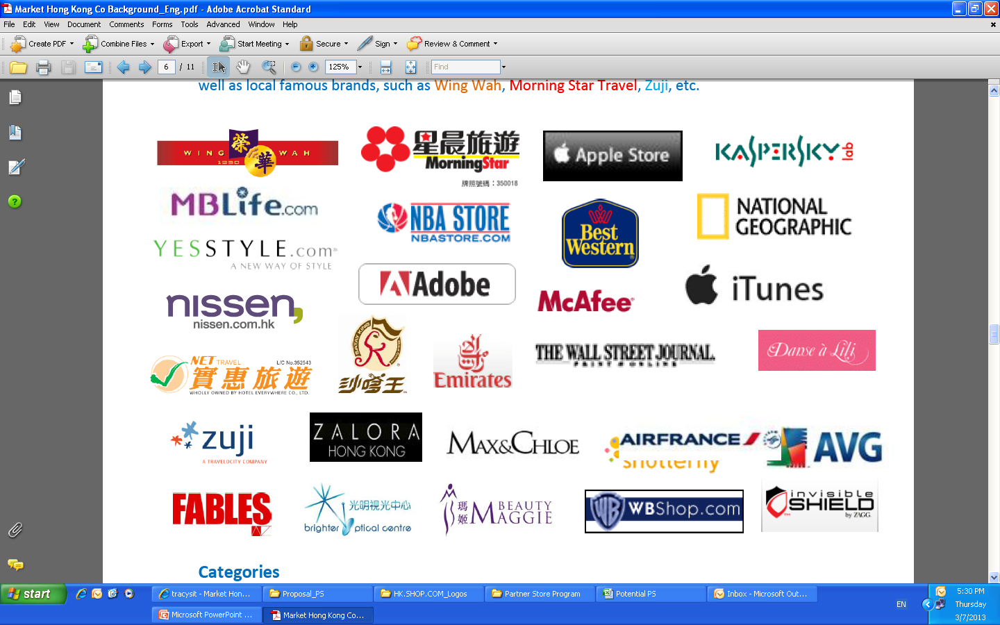 Market Hong Kong Co Background_Eng.pdf - Adobe Acrobat Standard
File Edit View Document Comments Forms Tools Advanced Window Help
Create PDF Combine Files Export Start Meeting Secure Sign Review & Comment
6 / 11 125% Find
well as local famous brands, such as Wing Wah, Morning Star Travel, Zuji, etc.
WING WAH
榮華
1950
星晨旅遊
MorningStar
牌照號碼：350018
Apple Store
KASPERSKY lab
MBLife.com
NBA STORE
NBASTORE.COM
Best Western
NATIONAL
GEOGRAPHIC
YESSTYLE.com
A NEW WAY OF STYLE
Adobe
McAfee
iTunes
nissen,
nissen.com.hk
NET TRAVEL
L/C No.352543
實惠旅遊
WHOLLY OWNED BY HOTEL EVERYWHERE CO., LTD.
SATAY KING
沙嗲王
Emirates
THE WALL STREET JOURNAL.
PRINT & ONLINE
Danse à Lili
zuji
A TRAVELOCITY COMPANY
ZALORA
HONG KONG
MAX&CHLOE
AIRFRANCE
AVG
FABLES
光明視光中心
brighter optical centre
瑪姬
BEAUTY
MAGGIE
WB WBShop.com
invisible
SHIELD
by ZAGG
Categories
start
tracysit - Market Hon...
Proposal_PS
HK.SHOP.COM_Logos
Partner Store Program
Potential PS
Inbox - Microsoft Out...
Microsoft PowerPoint ...
Market Hong Kong Co...
EN
5:30 PM
Thursday
3/7/2013